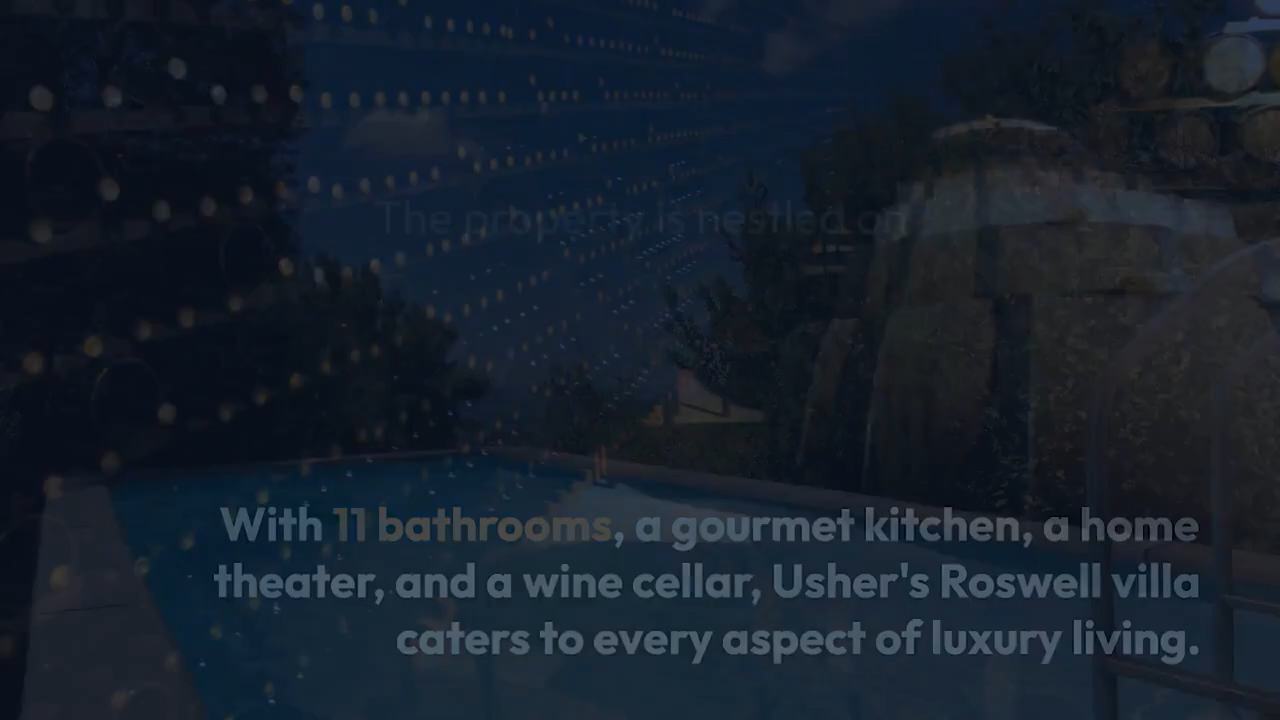 The property is nestled on
With 11 bathrooms, a gourmet kitchen, a home
theater, and a wine cellar, Usher's Roswell villa
caters to every aspect of luxury living.